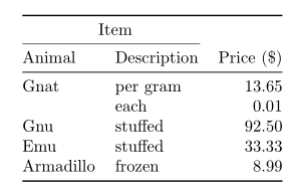 Item
Animal Description Price ($)
Gnat per gram 13.65
each 0.01
Gnu stuffed 92.50
Emu stuffed 33.33
Armadillo frozen 8.99